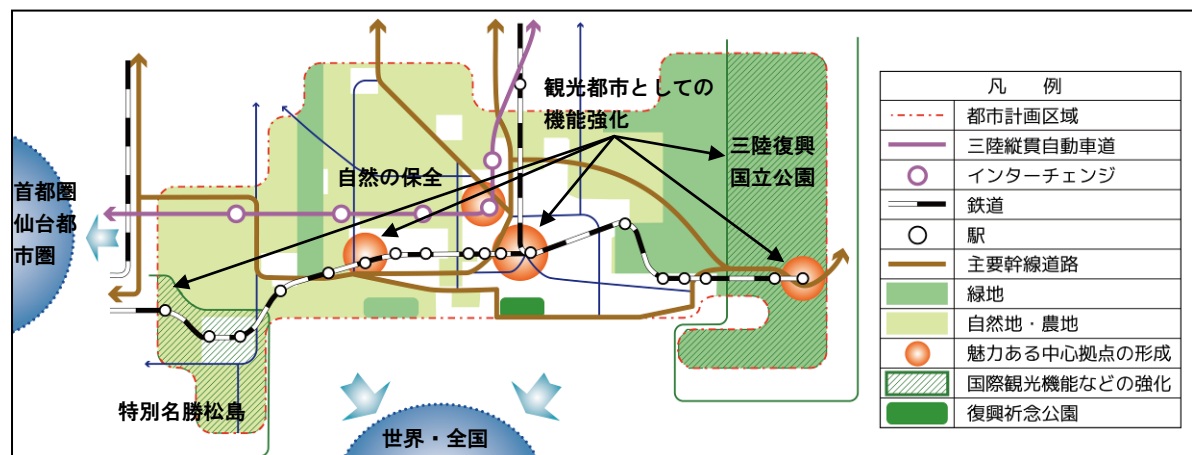 観光都市としての
機能強化
三陸復興
国立公園
自然の保全
首都圏
仙台都
市圏
特別名勝松島
世界・全国
凡例
都市計画区域
三陸縦貫自動車道
インターチェンジ
鉄道
駅
主要幹線道路
緑地
自然地・農地
魅力ある中心拠点の形成
国際観光機能などの強化
復興祈念公園